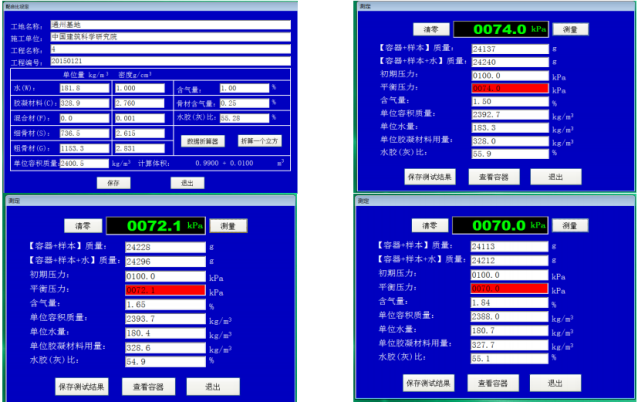 配合比设定
工地名称: 通州基地
施工单位: 中国建筑科学研究院
工程名称: 4
工程编号: 20150121
单位量 kg/m³ 密度g/cm³
水(W): 181.8 1.000 含气量: 1.00 %
胶凝材料(C): 328.9 2.760 骨材含气量: 0.25 %
混合材(F): 0.0 0.001 水胶(灰)比: 55.28 %
细骨材(S): 736.5 2.615
粗骨材(G): 1153.3 2.831
数据折算器 折算一个立方
单位容积质量: 2400.5 kg/m³ 计算体积: 0.9900 + 0.0100 m³
保存 退出
测定
清零 0074.0 kPa 测量
【容器+样本】质量: 24137 g
【容器+样本+水】质量: 24240 g
初期压力: 0100.0 kPa
平衡压力: 0074.0 kPa
含气量: 1.50 %
单位容积质量: 2392.7 kg/m³
单位水量: 183.3 kg/m³
单位胶凝材料用量: 328.0 kg/m³
水胶(灰)比: 55.9 %
保存测试结果 查看容器 退出
测定
清零 0072.1 kPa 测量
【容器+样本】质量: 24228 g
【容器+样本+水】质量: 24296 g
初期压力: 0100.0 kPa
平衡压力: 0072.1 kPa
含气量: 1.65 %
单位容积质量: 2393.7 kg/m³
单位水量: 180.4 kg/m³
单位胶凝材料用量: 328.6 kg/m³
水胶(灰)比: 54.9 %
保存测试结果 查看容器 退出
测定
清零 0070.0 kPa 测量
【容器+样本】质量: 24113 g
【容器+样本+水】质量: 24212 g
初期压力: 0100.0 kPa
平衡压力: 0070.0 kPa
含气量: 1.84 %
单位容积质量: 2388.0 kg/m³
单位水量: 180.7 kg/m³
单位胶凝材料用量: 327.7 kg/m³
水胶(灰)比: 55.1 %
保存测试结果 查看容器 退出